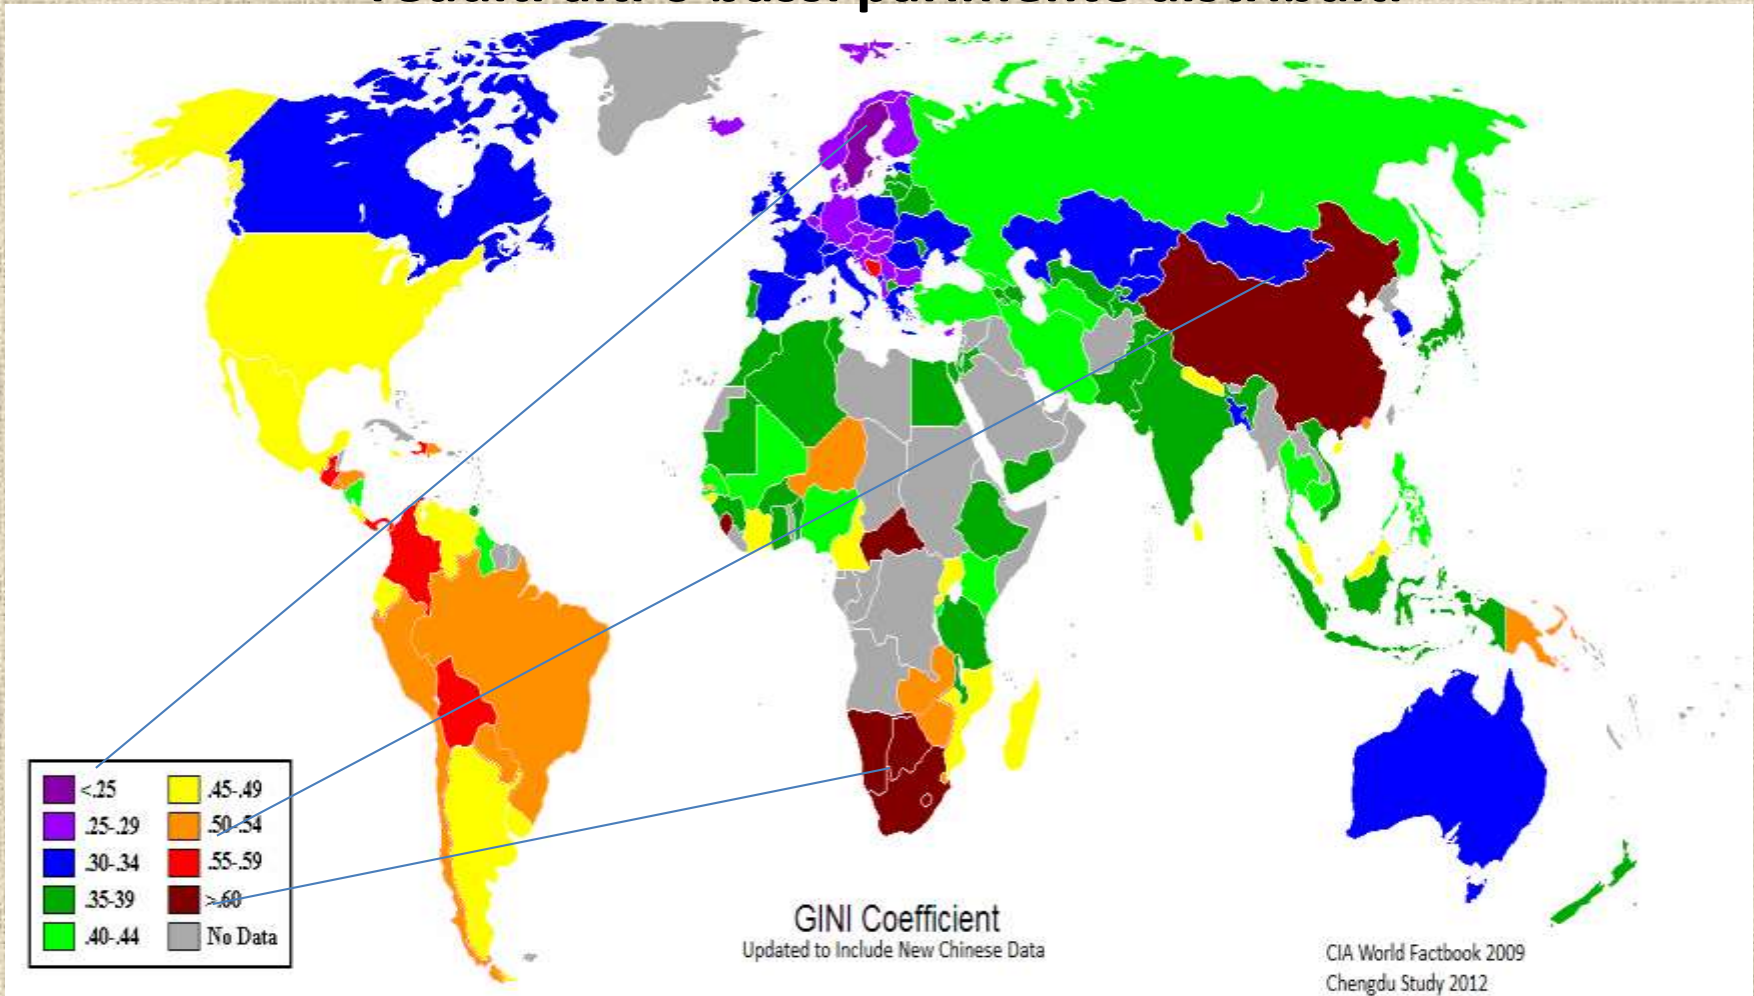 <.25
.25-.29
.30-.34
.35-39
.40-.44
.45-.49
.50-.54
.55-.59
>.60
No Data
GINI Coefficient
Updated to Include New Chinese Data
CIA World Factbook 2009
Chengdu Study 2012